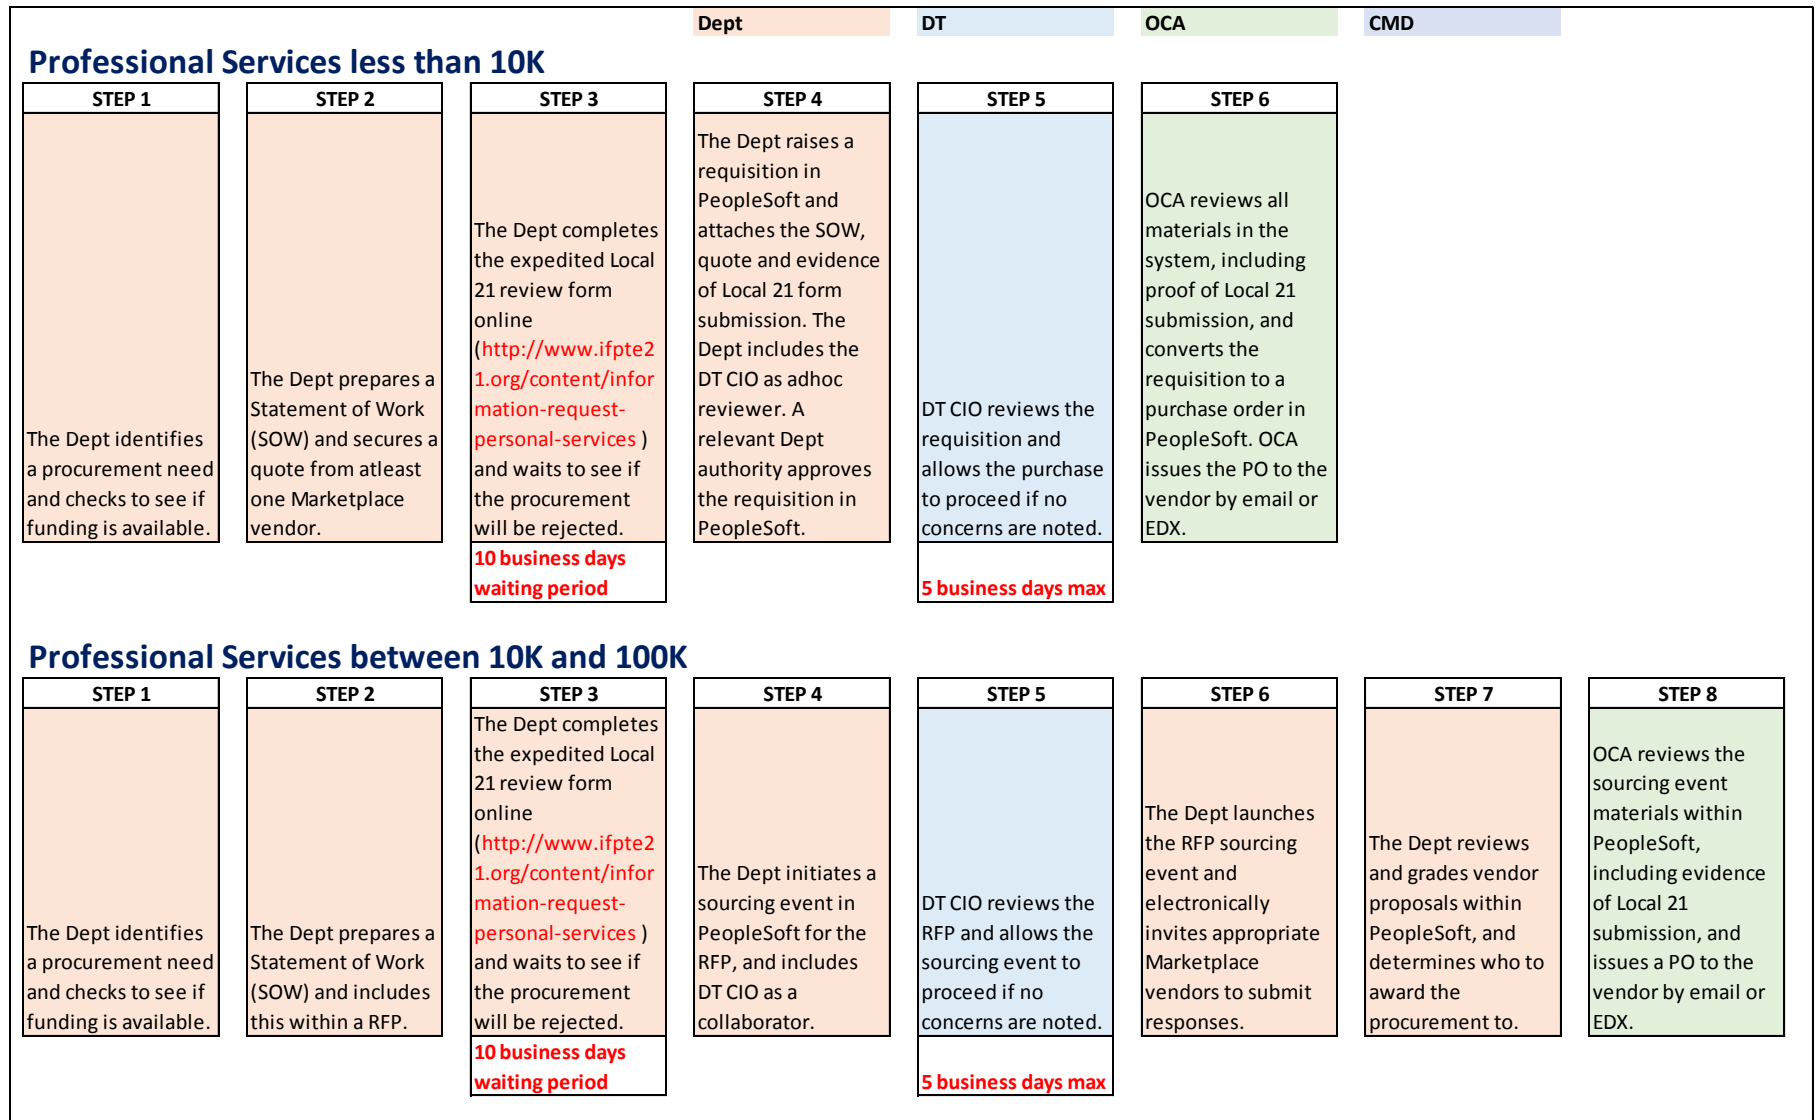 Dept
DT
OCA
CMD
Professional Services less than 10K
STEP 1
The Dept identifies
a procurement need
and checks to see if
funding is available.
STEP 2
The Dept prepares a
Statement of Work
(SOW) and secures a
quote from atleast
one Marketplace
vendor.
STEP 3
The Dept completes
the expedited Local
21 review form
online
(http://www.ifpte2
1.org/content/infor
mation-request-
personal-services )
and waits to see if
the procurement
will be rejected.
10 business days
waiting period
STEP 4
The Dept raises a
requisition in
PeopleSoft and
attaches the SOW,
quote and evidence
of Local 21 form
submission. The
Dept includes the
DT CIO as adhoc
reviewer. A
relevant Dept
authority approves
the requisition in
PeopleSoft.
STEP 5
DT CIO reviews the
requisition and
allows the purchase
to proceed if no
concerns are noted.
5 business days max
STEP 6
OCA reviews all
materials in the
system, including
proof of Local 21
submission, and
converts the
requisition to a
purchase order in
PeopleSoft. OCA
issues the PO to the
vendor by email or
EDX.
Professional Services between 10K and 100K
STEP 1
The Dept identifies
a procurement need
and checks to see if
funding is available.
STEP 2
The Dept prepares a
Statement of Work
(SOW) and includes
this within a RFP.
STEP 3
The Dept completes
the expedited Local
21 review form
online
(http://www.ifpte2
1.org/content/infor
mation-request-
personal-services )
and waits to see if
the procurement
will be rejected.
10 business days
waiting period
STEP 4
The Dept initiates a
sourcing event in
PeopleSoft for the
RFP, and includes
DT CIO as a
collaborator.
STEP 5
DT CIO reviews the
RFP and allows the
sourcing event to
proceed if no
concerns are noted.
5 business days max
STEP 6
The Dept launches
the RFP sourcing
event and
electronically
invites appropriate
Marketplace
vendors to submit
responses.
STEP 7
The Dept reviews
and grades vendor
proposals within
PeopleSoft, and
determines who to
award the
procurement to.
STEP 8
OCA reviews the
sourcing event
materials within
PeopleSoft,
including evidence
of Local 21
submission, and
issues a PO to the
vendor by email or
EDX.